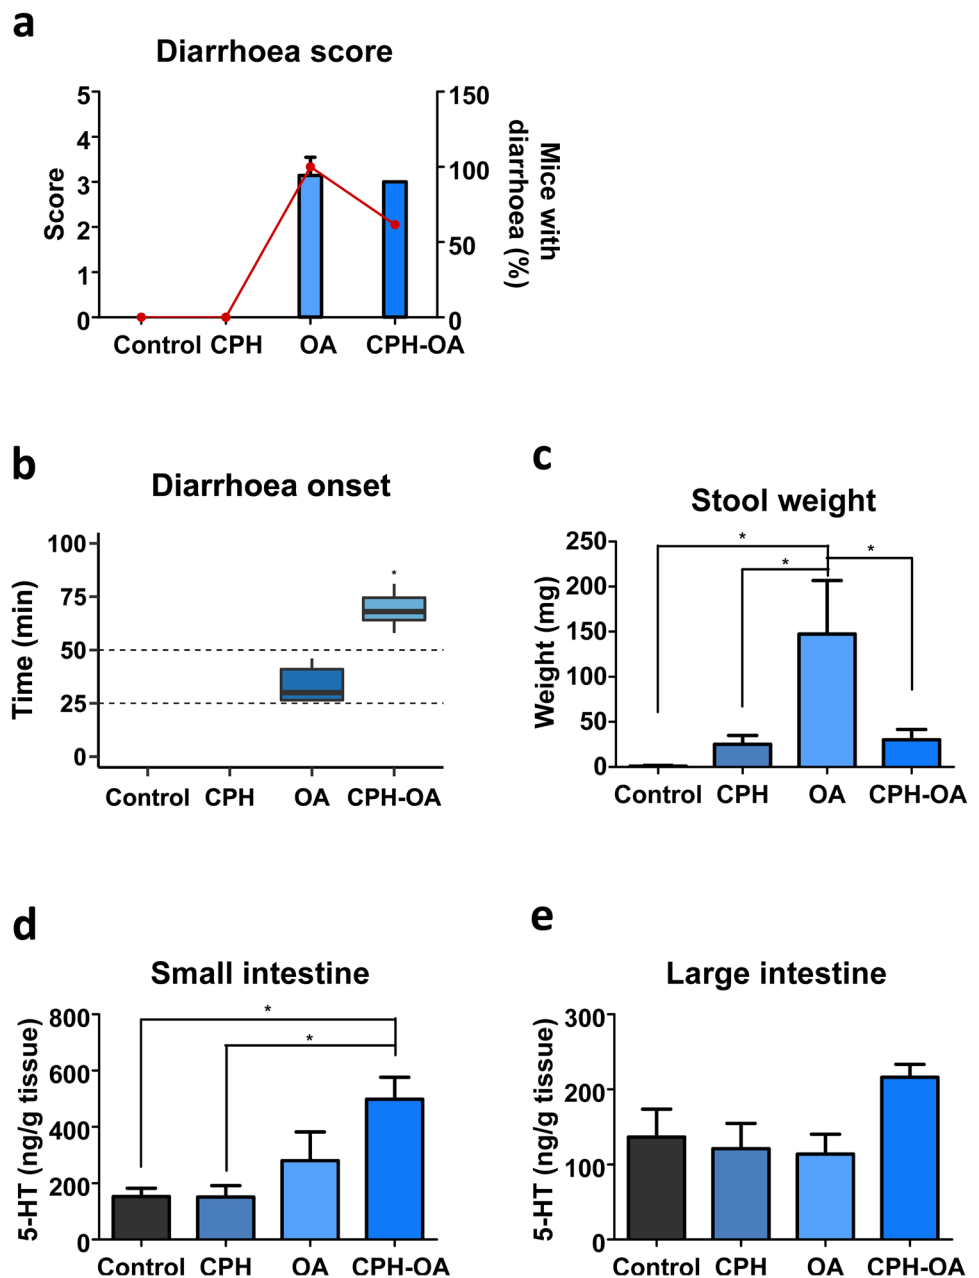 a
Diarrhoea score
5
4
3
2
1
0
Score
150
100
50
0
Mice with
diarrhoea (%)
Control CPH OA CPH-OA
b
Diarrhoea onset
100
75
50
25
0
Time (min)
*
Control CPH OA CPH-OA
c
Stool weight
250
200
150
100
50
0
Weight (mg)
*
*
*
Control CPH OA CPH-OA
d
Small intestine
800
600
400
200
0
5-HT (ng/g tissue)
*
*
Control CPH OA CPH-OA
e
Large intestine
300
200
100
0
5-HT (ng/g tissue)
Control CPH OA CPH-OA